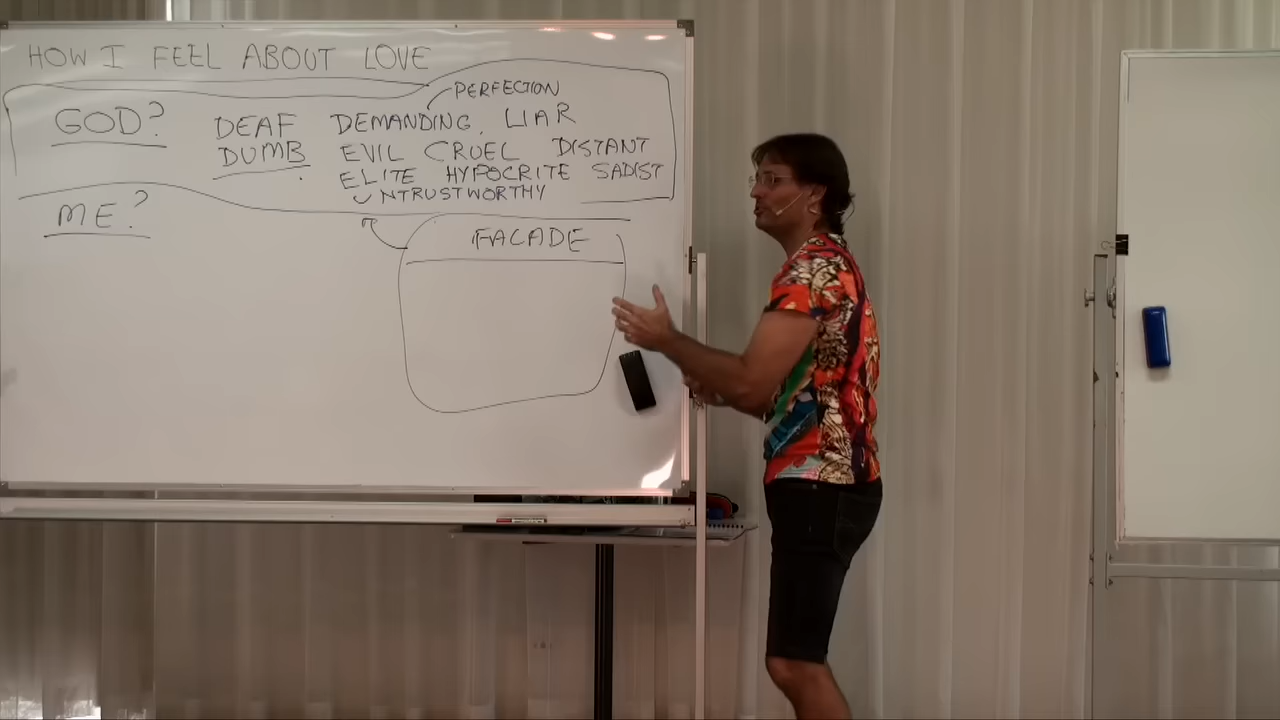 HOW I FEEL ABOUT LOVE
PERFECTION
GOD? DEAF DEMANDING, LIAR
DUMB EVIL CRUEL DISTANT
ELITE HYPOCRITE SADIST
UNTRUSTWORTHY
ME?
FACADE